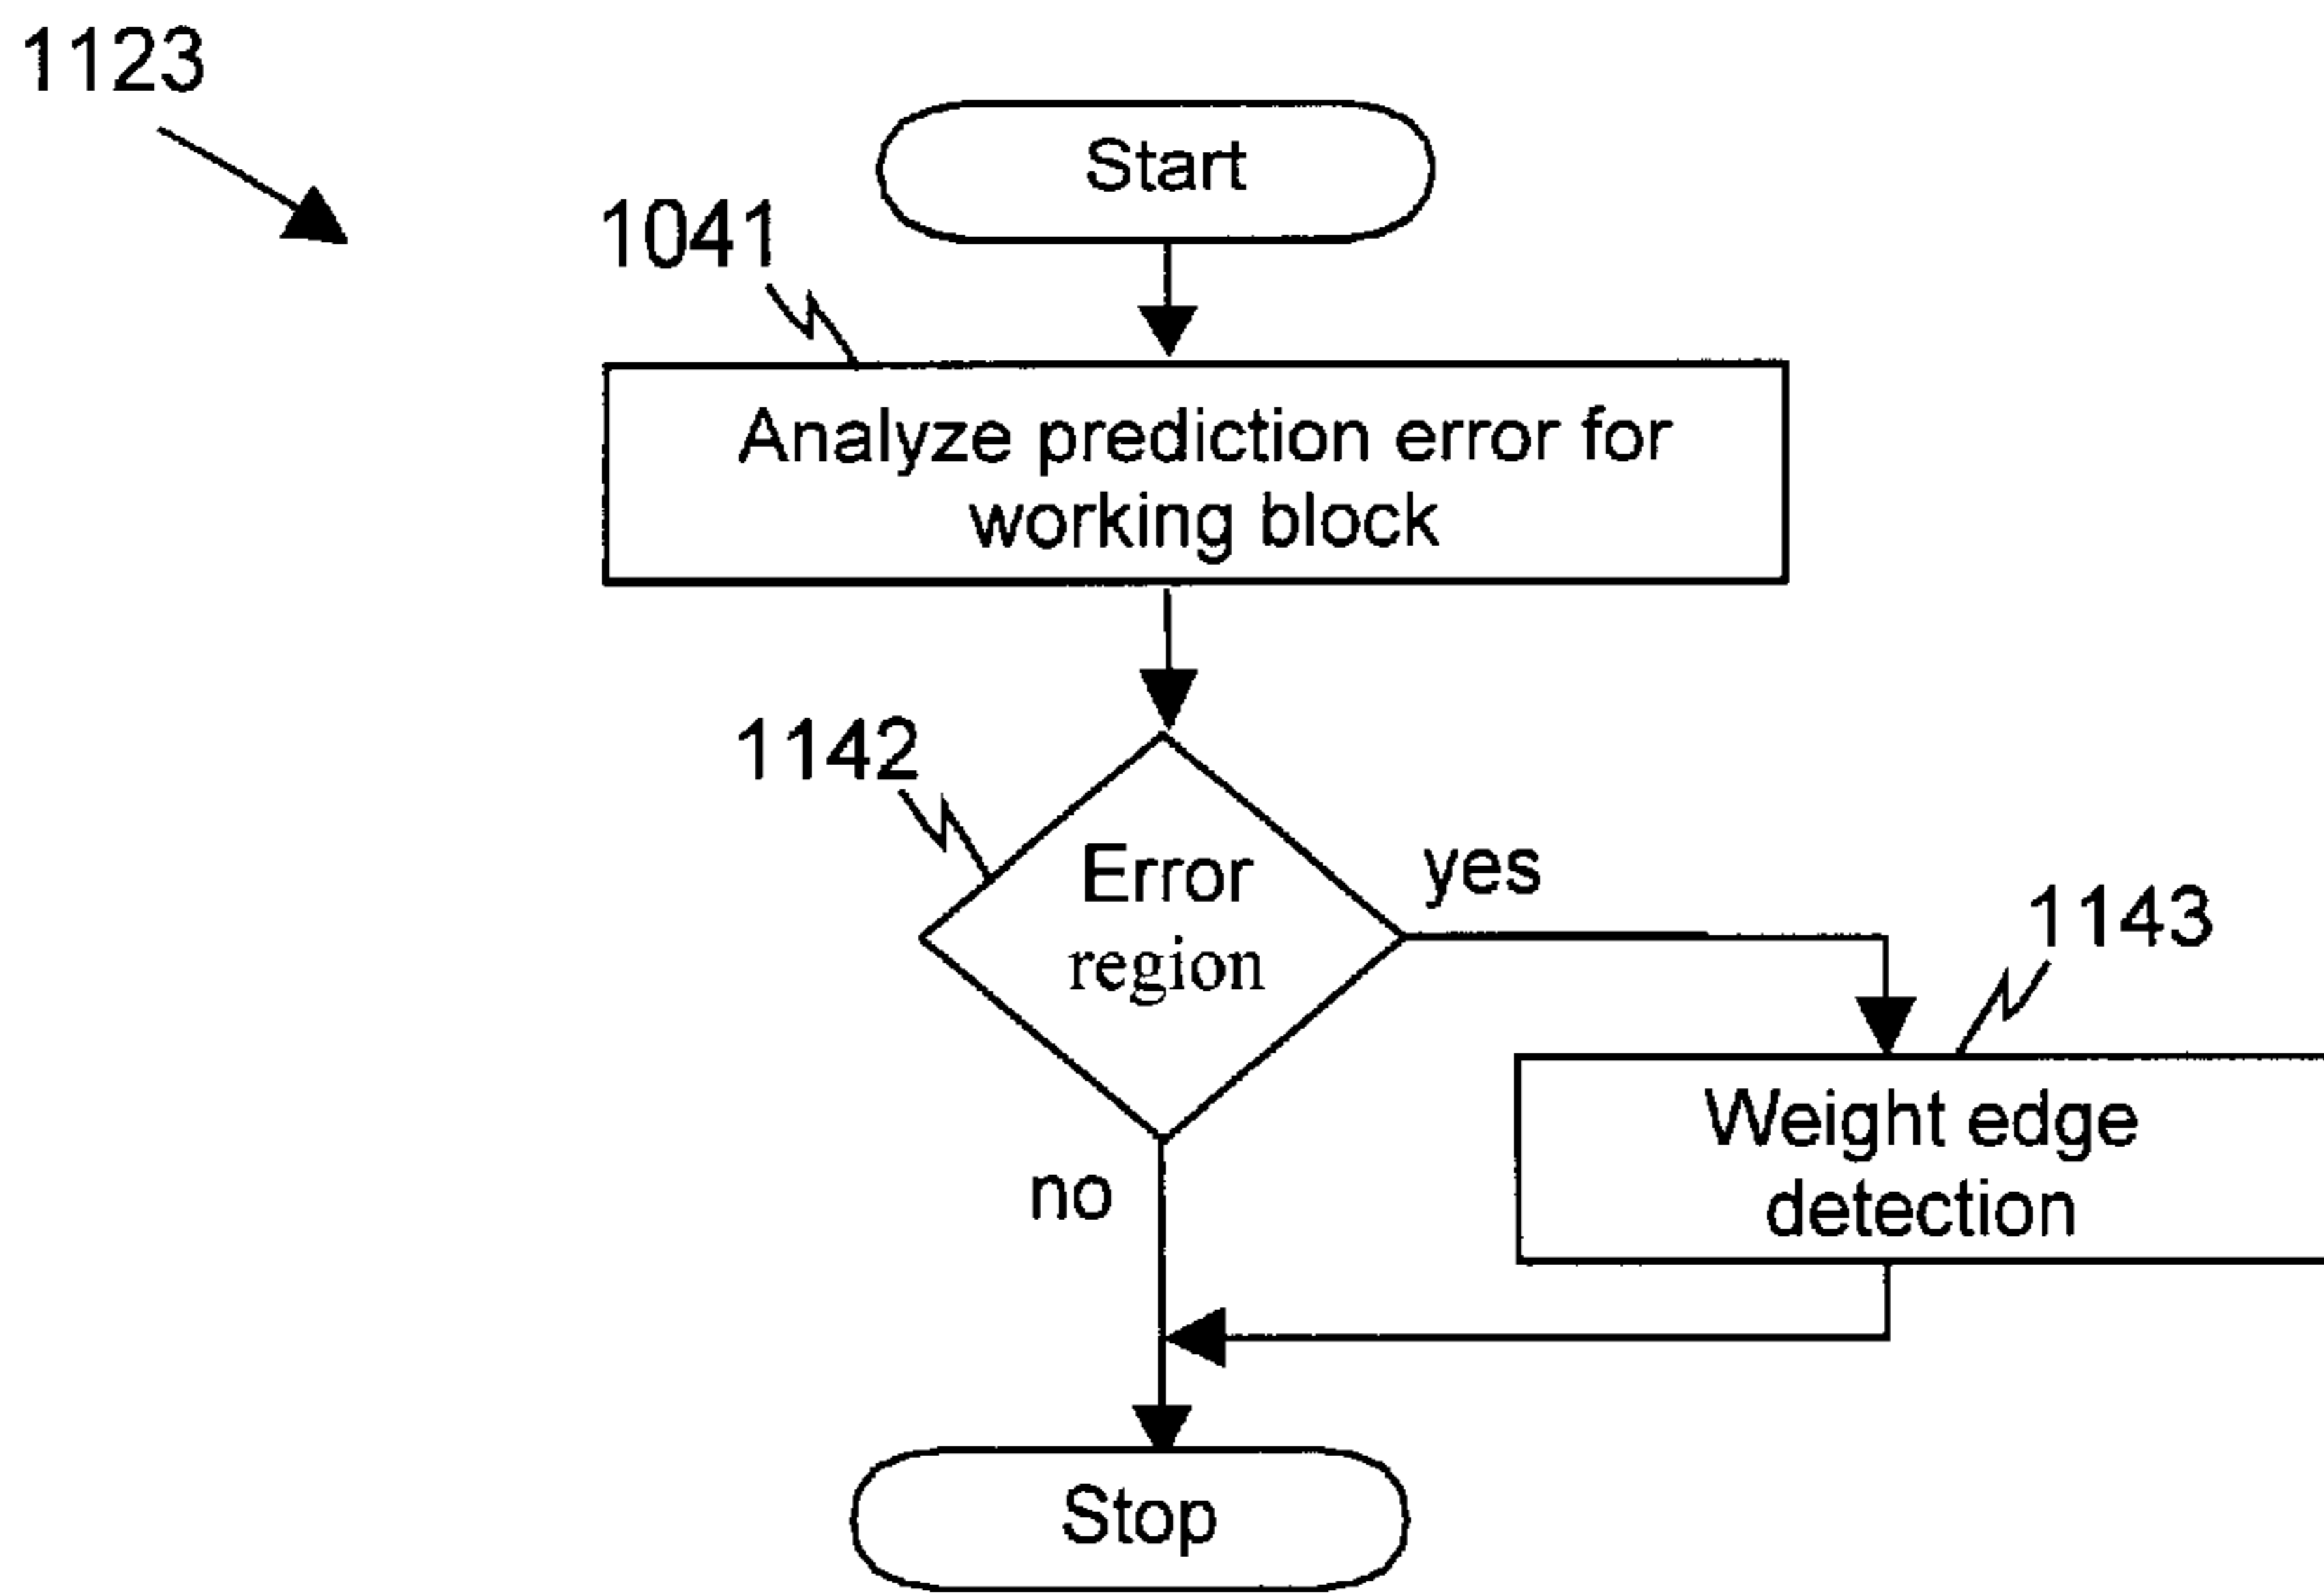 1123
Start
1041
Analyze prediction error for
working block
1142
Error
region
yes
1143
Weight edge
detection
no
Stop